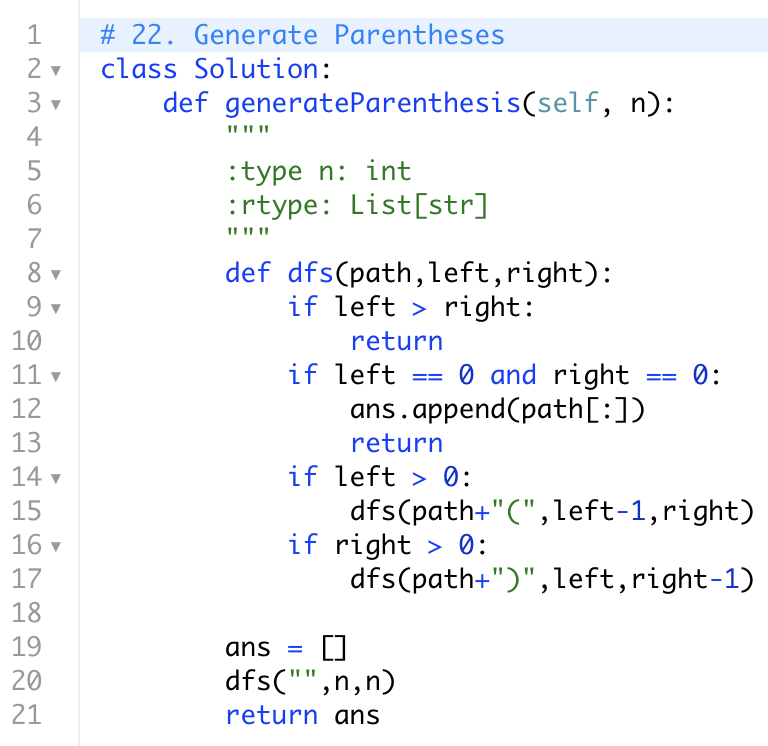 1 # 22. Generate Parentheses
2 ▼ class Solution:
3 ▼     def generateParenthesis(self, n):
4         """
5         :type n: int
6         :rtype: List[str]
7         """
8 ▼         def dfs(path,left,right):
9 ▼             if left > right:
10                 return
11 ▼             if left == 0 and right == 0:
12                 ans.append(path[:])
13                 return
14 ▼             if left > 0:
15                 dfs(path+"(",left-1,right)
16 ▼             if right > 0:
17                 dfs(path+")",left,right-1)
18
19         ans = []
20         dfs("",n,n)
21         return ans